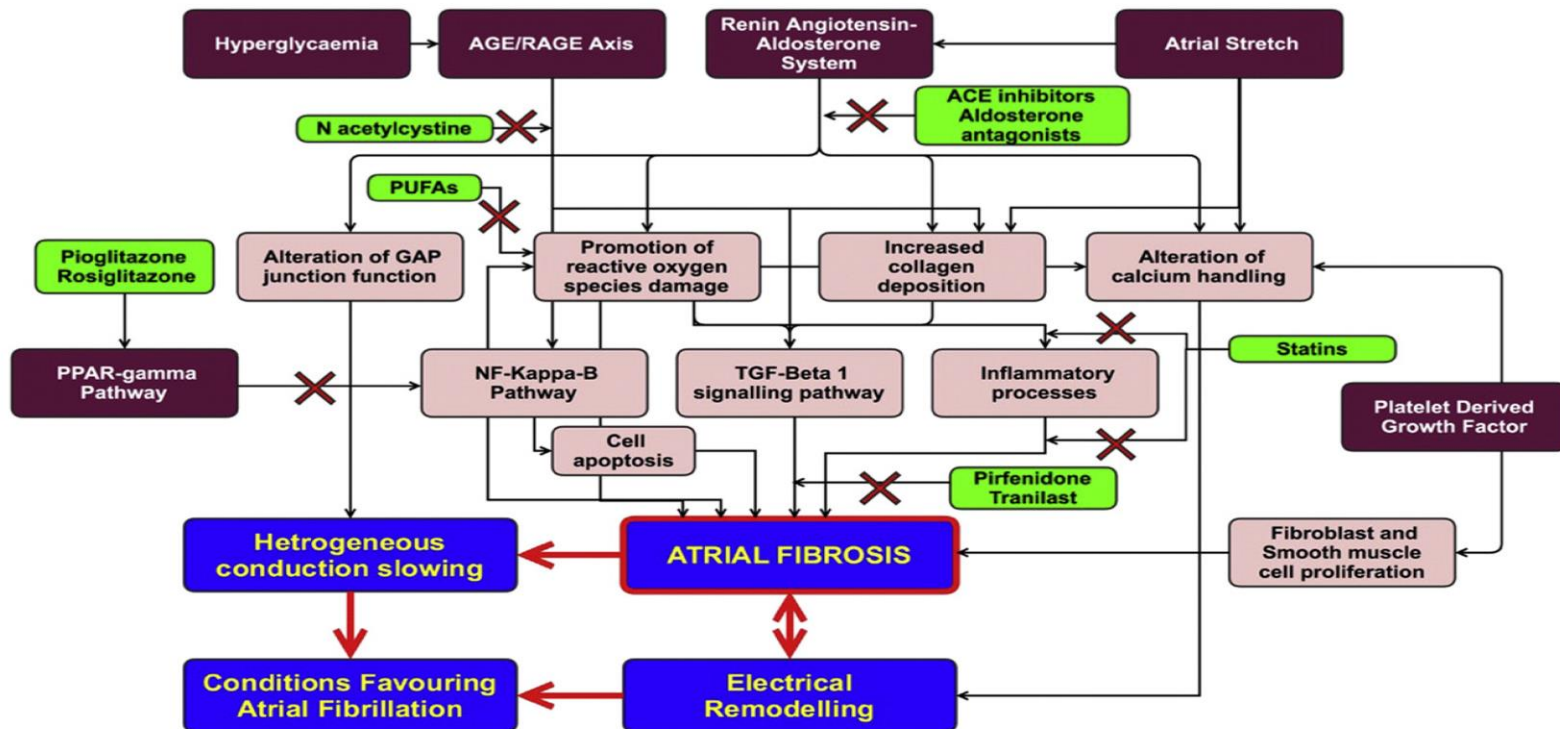 Hyperglycaemia
AGE/RAGE Axis
Renin Angiotensin-
Aldosterone
System
Atrial Stretch
N acetylcystine
ACE inhibitors
Aldosterone
antagonists
PUFAs
Pioglitazone
Rosiglitazone
Alteration of GAP
junction function
Promotion of
reactive oxygen
species damage
Increased
collagen
deposition
Alteration of
calcium handling
PPAR-gamma
Pathway
NF-Kappa-B
Pathway
TGF-Beta 1
signalling pathway
Inflammatory
processes
Statins
Platelet Derived
Growth Factor
Cell
apoptosis
Pirfenidone
Tranilast
Hetrogeneous
conduction slowing
ATRIAL FIBROSIS
Fibroblast and
Smooth muscle
cell proliferation
Conditions Favouring
Atrial Fibrillation
Electrical
Remodelling